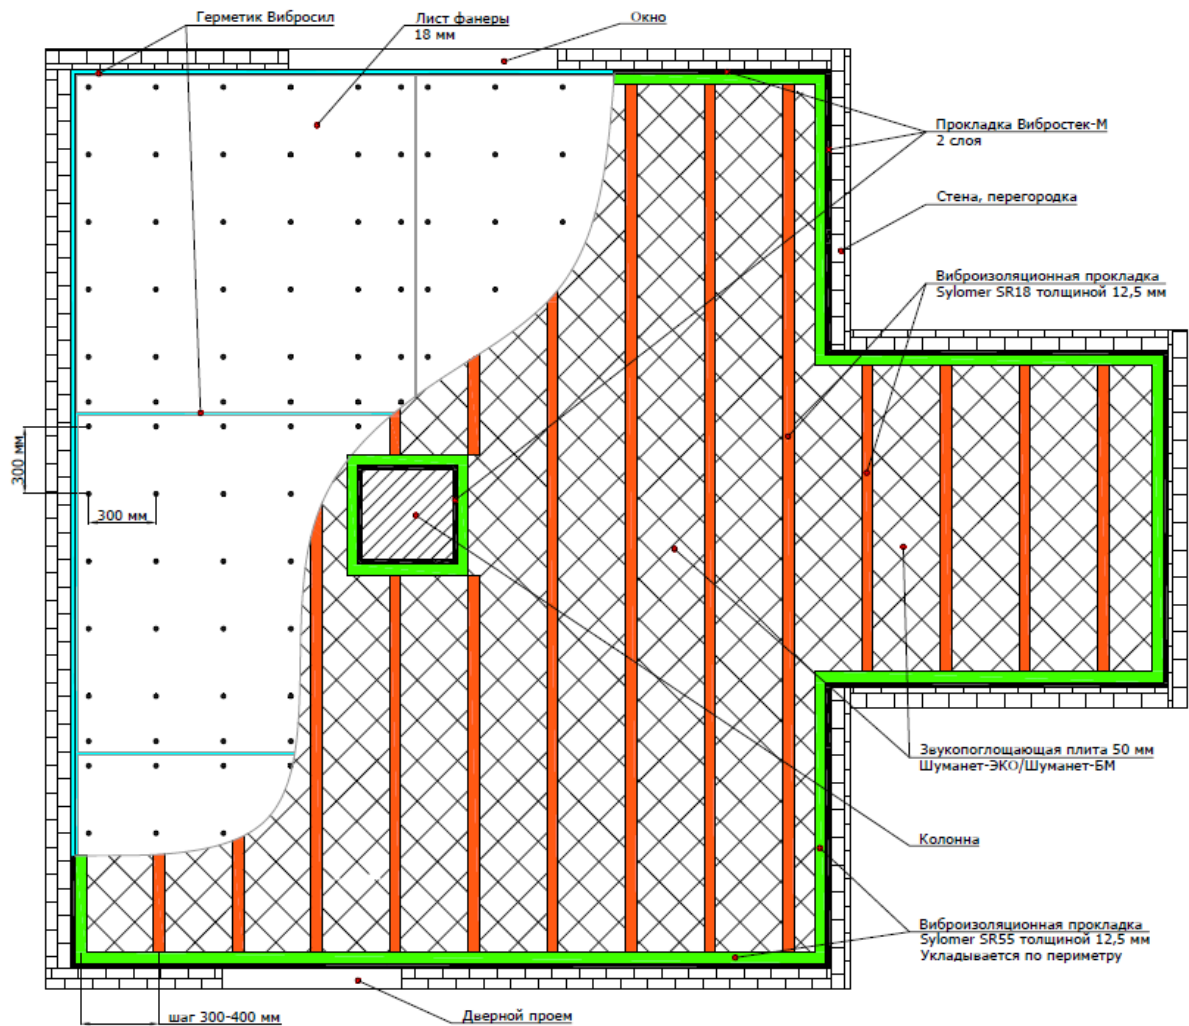 Герметик Вибросил
Лист фанеры
18 мм
Окно
Прокладка Вибростек-М
2 слоя
Стена, перегородка
Виброизоляционная прокладка
Sylomer SR18 толщиной 12,5 мм
300 мм
300 мм
Звукопоглощающая плита 50 мм
Шуманет-ЭКО/Шуманет-БМ
Колонна
Виброизоляционная прокладка
Sylomer SR55 толщиной 12,5 мм
Укладывается по периметру
шаг 300-400 мм
Дверной проем